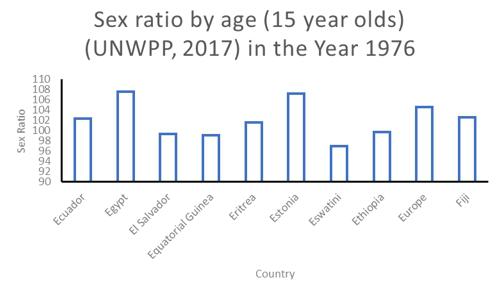 Sex ratio by age (15 year olds)
(UNWPP, 2017) in the Year 1976
110
108
106
104
102
100
98
96
94
92
90
Sex Ratio
Ecuador
Egypt
El Salvador
Equatorial Guinea
Eritrea
Estonia
Eswatini
Ethiopia
Europe
Fiji
Country